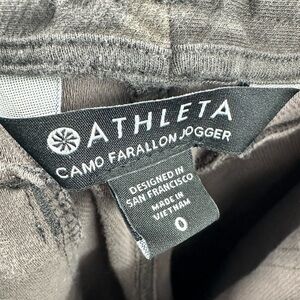 ATHLETA
CAMO FARALLON JOGGER
DESIGNED IN
SAN FRANCISCO
MADE IN
VIETNAM
0